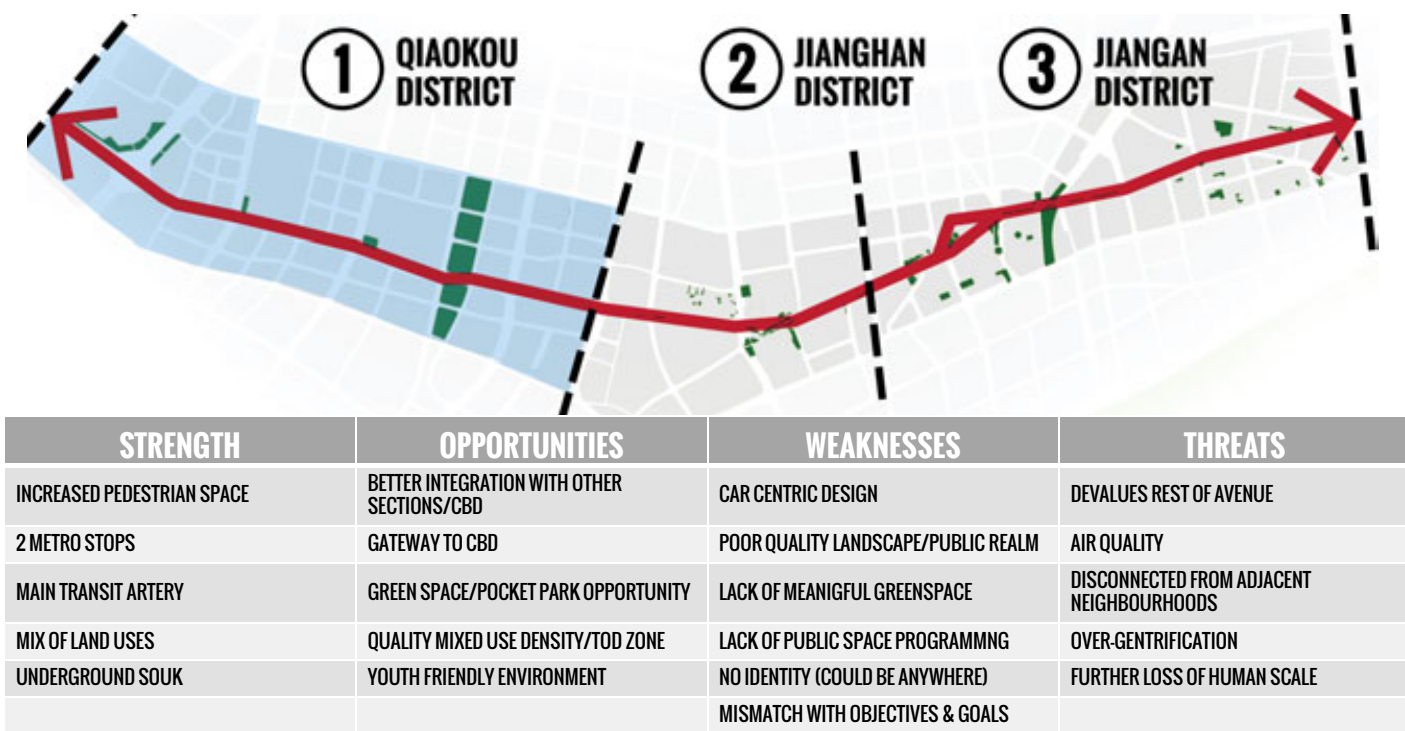 1 QIAOKOU
DISTRICT
2 JIANGHAN
DISTRICT
3 JIANGAN
DISTRICT
STRENGTH OPPORTUNITIES WEAKNESSES THREATS
INCREASED PEDESTRIAN SPACE
BETTER INTEGRATION WITH OTHER
SECTIONS/CBD
CAR CENTRIC DESIGN
DEVALUES REST OF AVENUE
2 METRO STOPS
GATEWAY TO CBD
POOR QUALITY LANDSCAPE/PUBLIC REALM
AIR QUALITY
MAIN TRANSIT ARTERY
GREEN SPACE/POCKET PARK OPPORTUNITY
LACK OF MEANIGFUL GREENSPACE
DISCONNECTED FROM ADJACENT
NEIGHBOURHOODS
MIX OF LAND USES
QUALITY MIXED USE DENSITY/TOD ZONE
LACK OF PUBLIC SPACE PROGRAMMNG
OVER-GENTRIFICATION
UNDERGROUND SOUK
YOUTH FRIENDLY ENVIRONMENT
NO IDENTITY (COULD BE ANYWHERE)
FURTHER LOSS OF HUMAN SCALE
MISMATCH WITH OBJECTIVES & GOALS